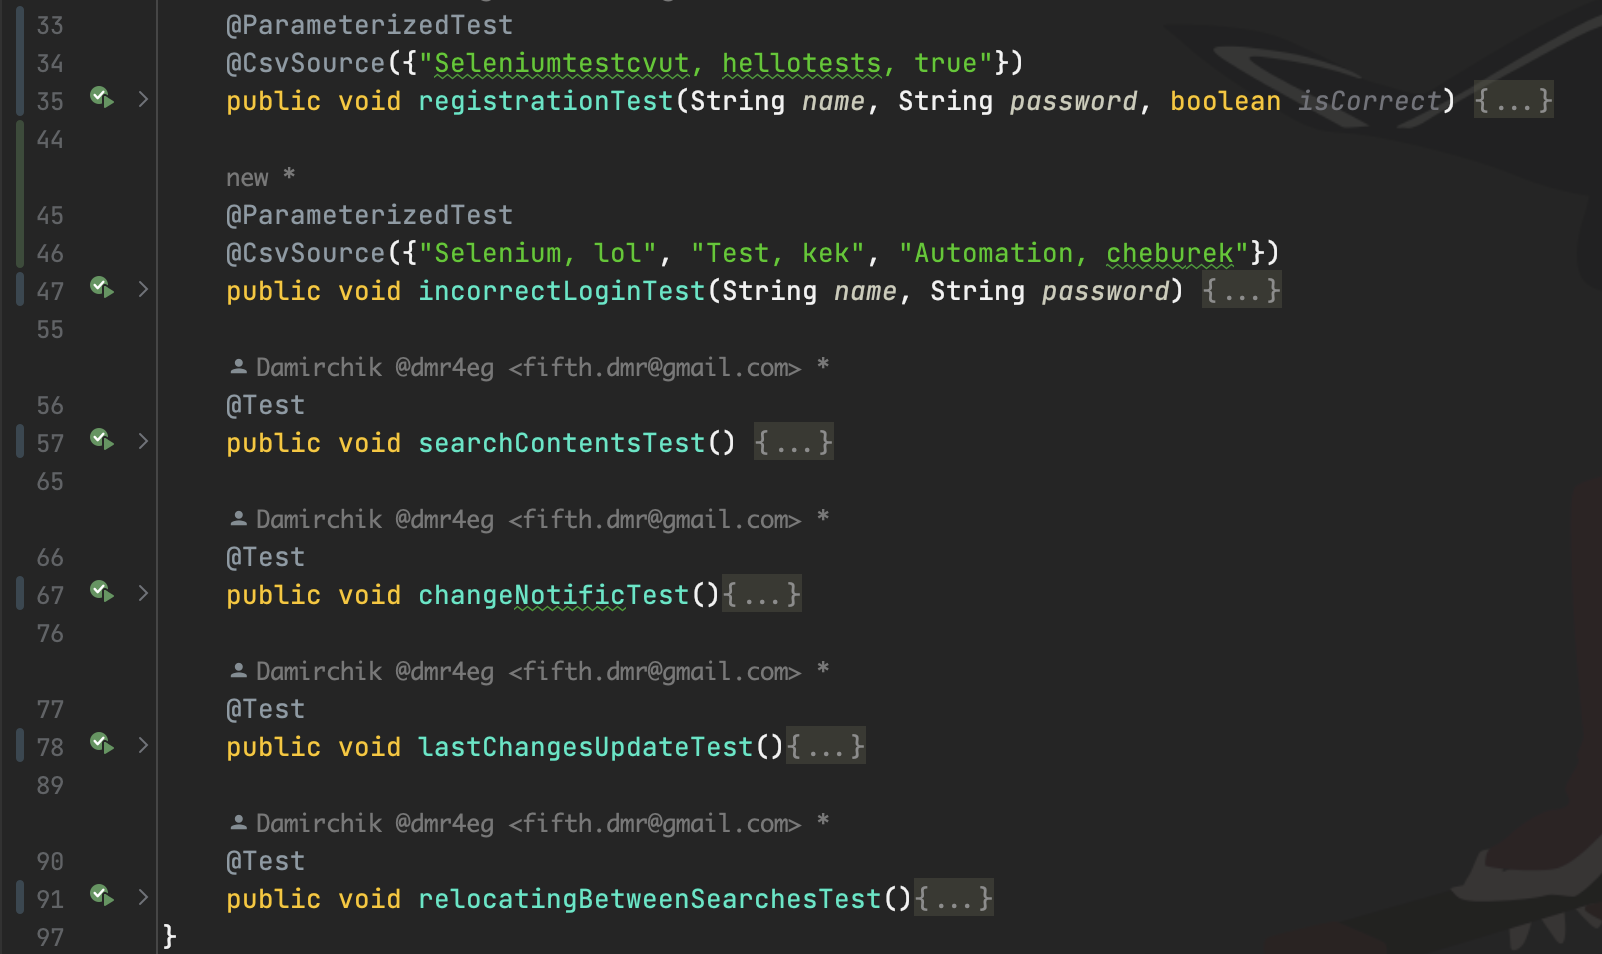 33 @ParameterizedTest
34 @CsvSource({"Seleniumtestcvut, hellotests, true"})
35 public void registrationTest(String name, String password, boolean isCorrect) {...}
44
new *
45 @ParameterizedTest
46 @CsvSource({"Selenium, lol", "Test, kek", "Automation, cheburek"})
47 public void incorrectLoginTest(String name, String password) {...}
55
Damirchik @dmr4eg <fifth.dmr@gmail.com> *
56 @Test
57 public void searchContentsTest() {...}
65
Damirchik @dmr4eg <fifth.dmr@gmail.com> *
66 @Test
67 public void changeNotificTest(){...}
76
Damirchik @dmr4eg <fifth.dmr@gmail.com> *
77 @Test
78 public void lastChangesUpdateTest(){...}
89
Damirchik @dmr4eg <fifth.dmr@gmail.com> *
90 @Test
91 public void relocatingBetweenSearchesTest(){...}
97 }